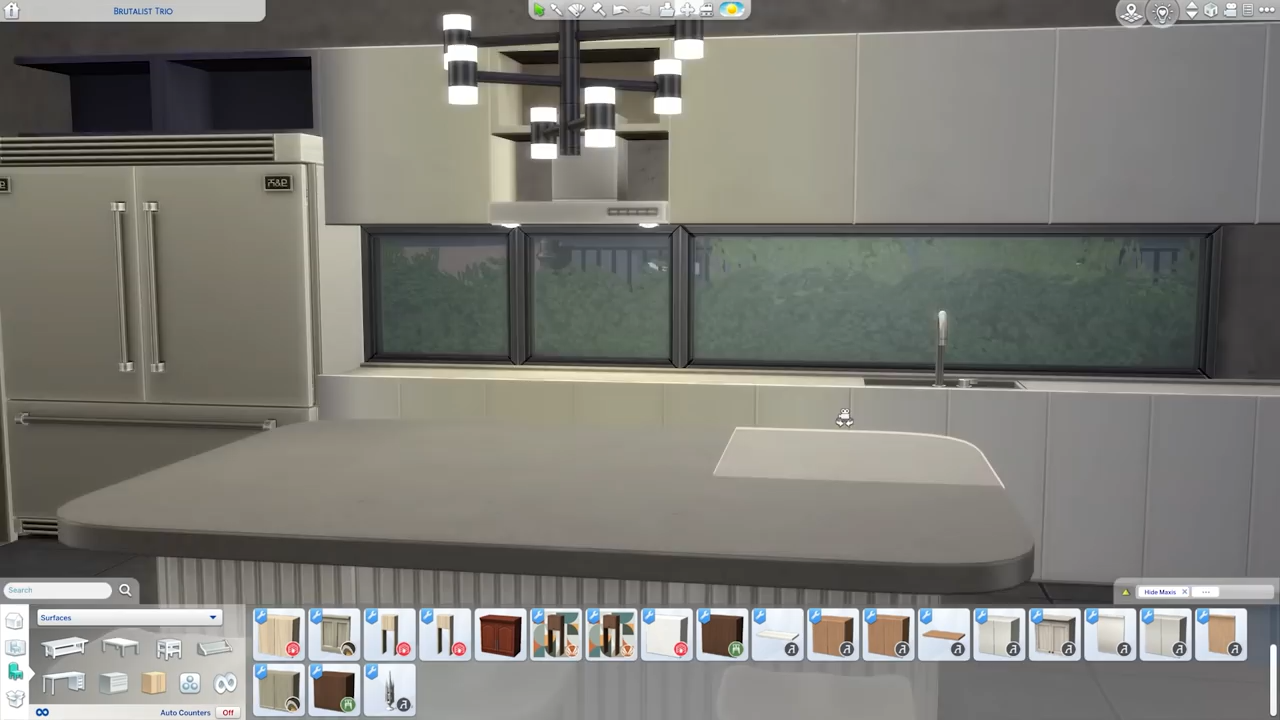 BRUTALIST TRIO
Search
Hide Maxis
Surfaces
Auto Counters
Off